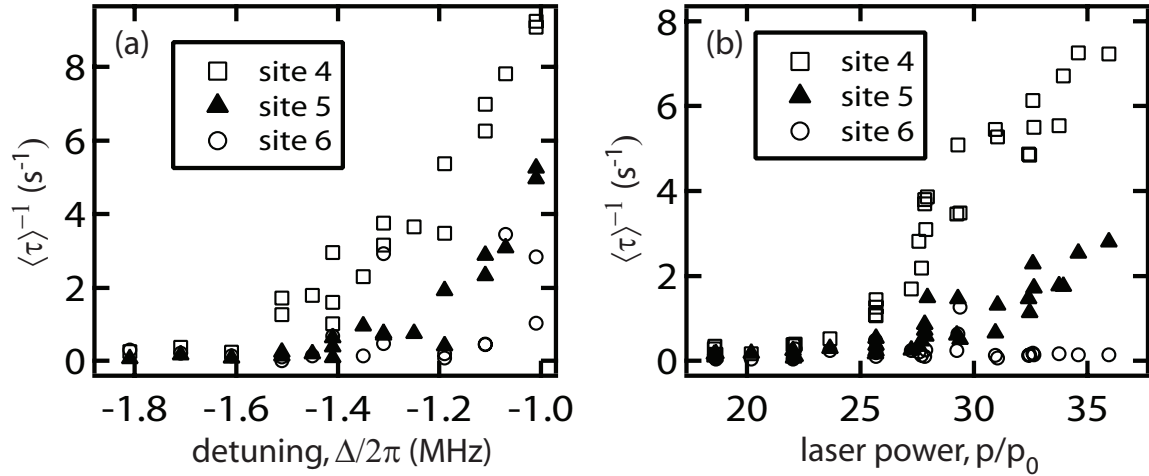 (a)
site 4
site 5
site 6
⟨τ⟩⁻¹ (s⁻¹)
8
6
4
2
0
-1.8 -1.6 -1.4 -1.2 -1.0
detuning, Δ/2π (MHz)
(b)
site 4
site 5
site 6
⟨τ⟩⁻¹ (s⁻¹)
8
6
4
2
0
20 25 30 35
laser power, p/p₀